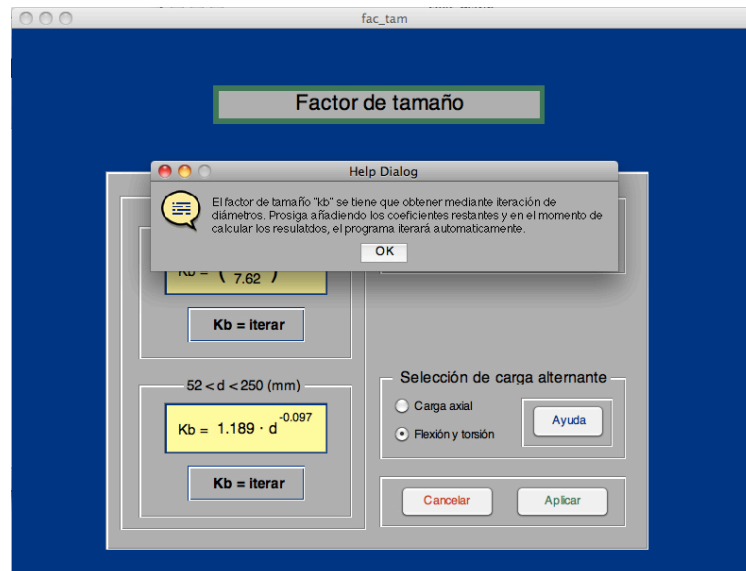 fac_tam
Factor de tamaño
Help Dialog
El factor de tamaño "kb" se tiene que obtener mediante iteración de
diámetros. Prosiga añadiendo los coeficientes restantes y en el momento de
calcular los resulatdos, el programa iterará automaticamente.
OK
Kb = ( )
7.62
Kb = iterar
52 < d < 250 (mm)
Kb = 1.189 · d -0.097
Kb = iterar
Selección de carga alternante
Carga axial
Flexión y torsión
Ayuda
Cancelar
Aplicar